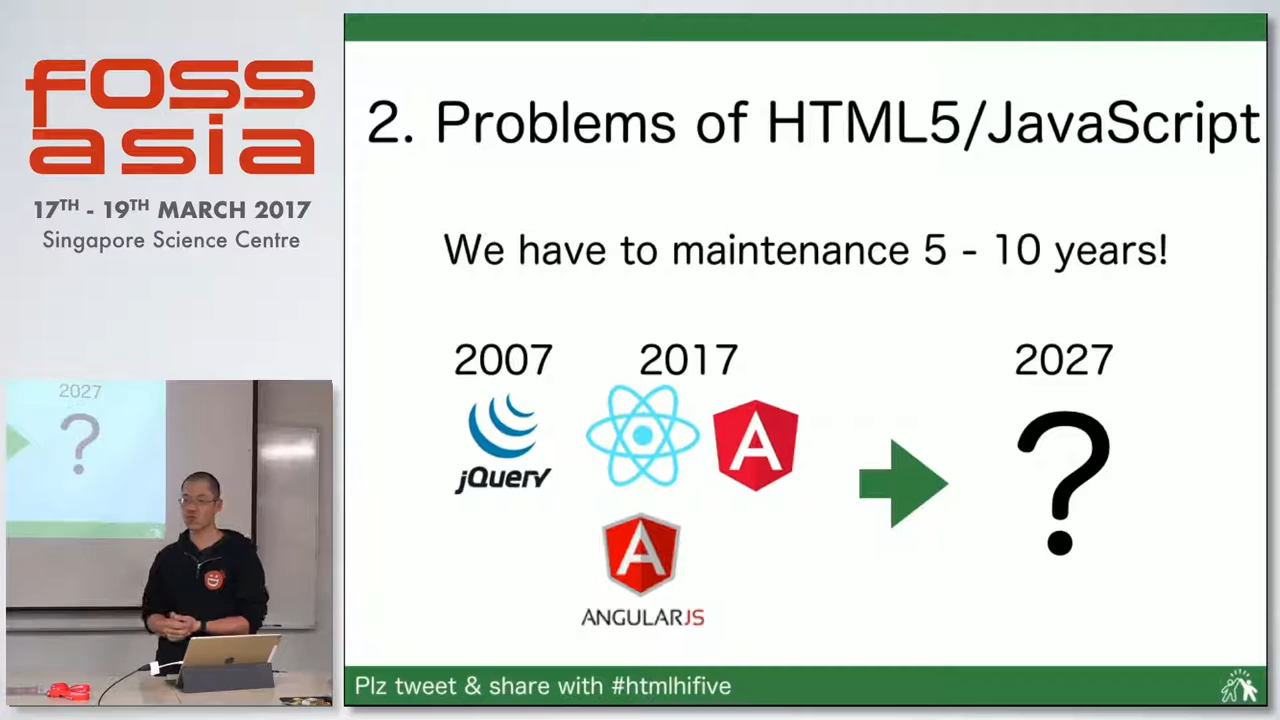 foss
asia
17TH - 19TH MARCH 2017
Singapore Science Centre
2. Problems of HTML5/JavaScript
We have to maintenance 5 - 10 years!
2007
2017
2027
jQuery
?
ANGULARJS
Plz tweet & share with #htmlhifive
2027
?